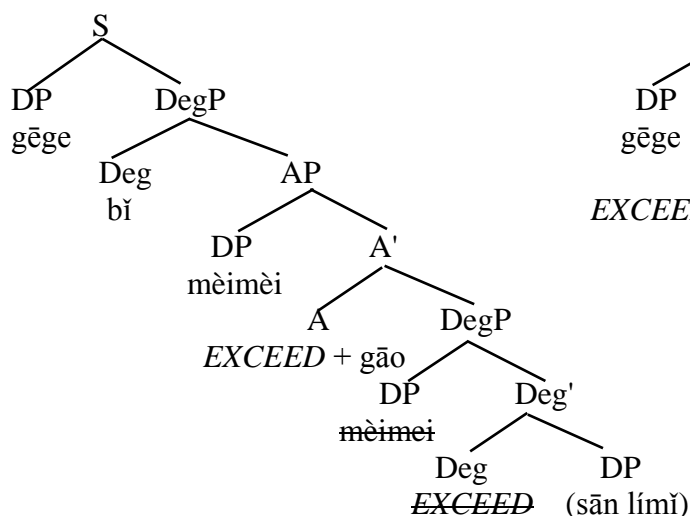 S
DP DegP DP
gēge gēge
Deg AP
bǐ EXCEED
DP A'
mèimèi
A DegP
EXCEED + gāo
DP Deg'
mèimei
Deg DP
EXCEED (sān límǐ)